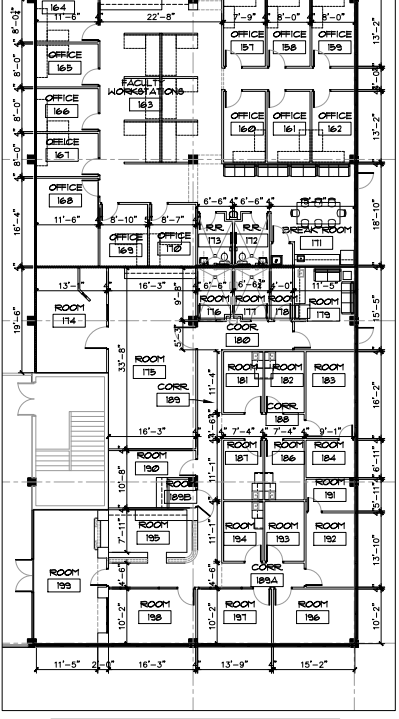 164
11'-6"
22'-8"
7'-9"
8'-0"
8'-0"
OFFICE
157
OFFICE
158
OFFICE
159
13'-2"
8'-0"
OFFICE
165
FACULTY
WORKSTATIONS
163
8'-0"
OFFICE
166
OFFICE
160
OFFICE
161
OFFICE
162
13'-2"
8'-0"
OFFICE
167
8'-0"
OFFICE
168
11'-6"
8'-10"
8'-7"
6'-6"
6'-6"
16'-4"
R.R.
173
R.R.
172
BREAK ROOM
171
18'-10"
OFFICE
169
OFFICE
170
16'-3"
9'-8"
11'-5"
ROOM
174
ROOM
176
ROOM
177
ROOM
178
ROOM
179
15'-5"
19'-6"
COOR
180
5'-3"
33'-8"
ROOM
175
CORR
189
11'-4"
ROOM
181
ROOM
182
ROOM
183
16'-2"
CORR
188
16'-3"
7'-4"
7'-4"
9'-1"
ROOM
190
11'-1"
ROOM
187
ROOM
186
ROOM
184
6'-11"
10'-8"
ROOM
189B
ROOM
191
5'-11"
7'-11"
ROOM
195
11'-1"
ROOM
194
ROOM
193
ROOM
192
13'-10"
ROOM
199
4'-6"
11'-6"
CORR
189A
10'-2"
ROOM
198
10'-2"
ROOM
197
ROOM
196
10'-2"
11'-5"
2'-0"
16'-3"
13'-9"
15'-2"